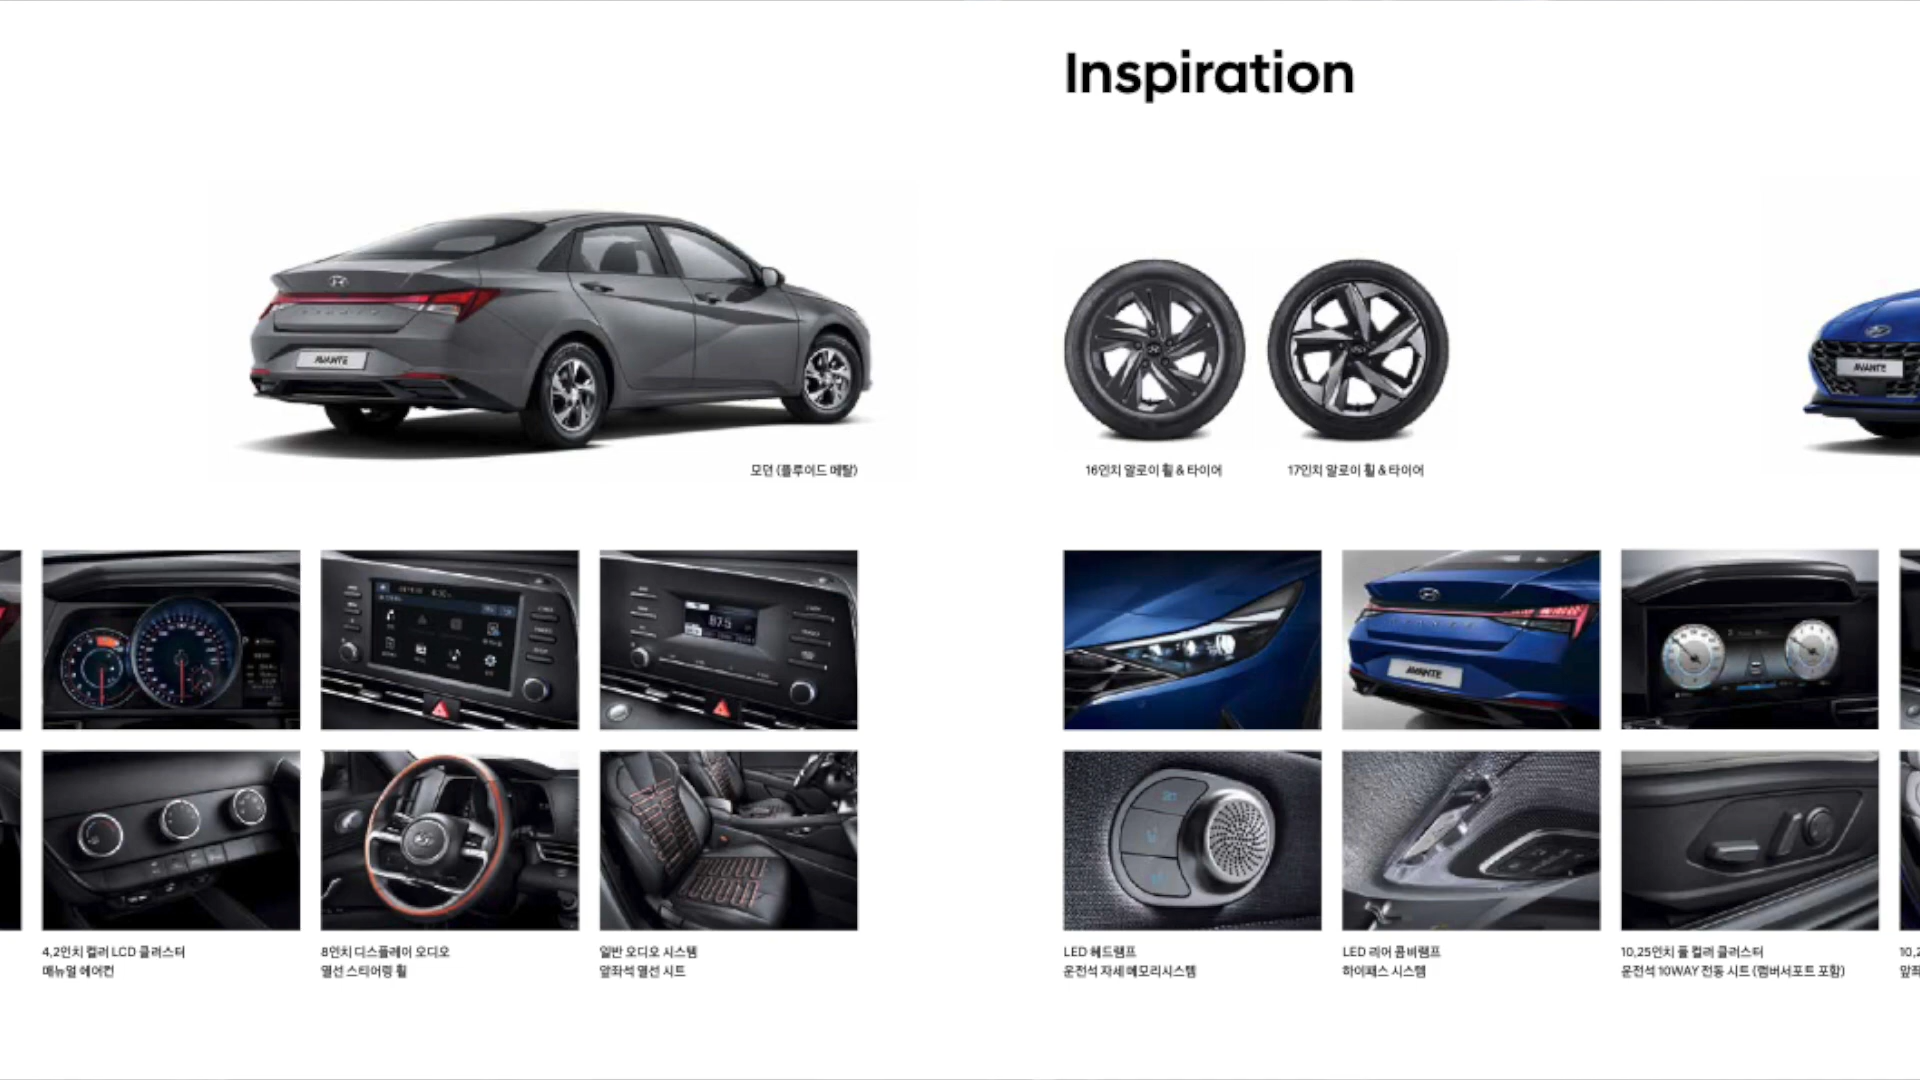 Inspiration
AVANTE
AVANTE
모던 (플루이드 메탈)
16인치 알로이 휠 & 타이어
17인치 알로이 휠 & 타이어
87.5
AVANTE
4.2인치 컬러 LCD 클러스터
매뉴얼 에어컨
8인치 디스플레이 오디오
열선 스티어링 휠
일반 오디오 시스템
앞좌석 열선 시트
LED 헤드램프
운전석 자세 메모리시스템
LED 리어 콤비램프
하이패스 시스템
10.25인치 풀 컬러 클러스터
운전석 10WAY 전동 시트 (럼버서포트 포함)